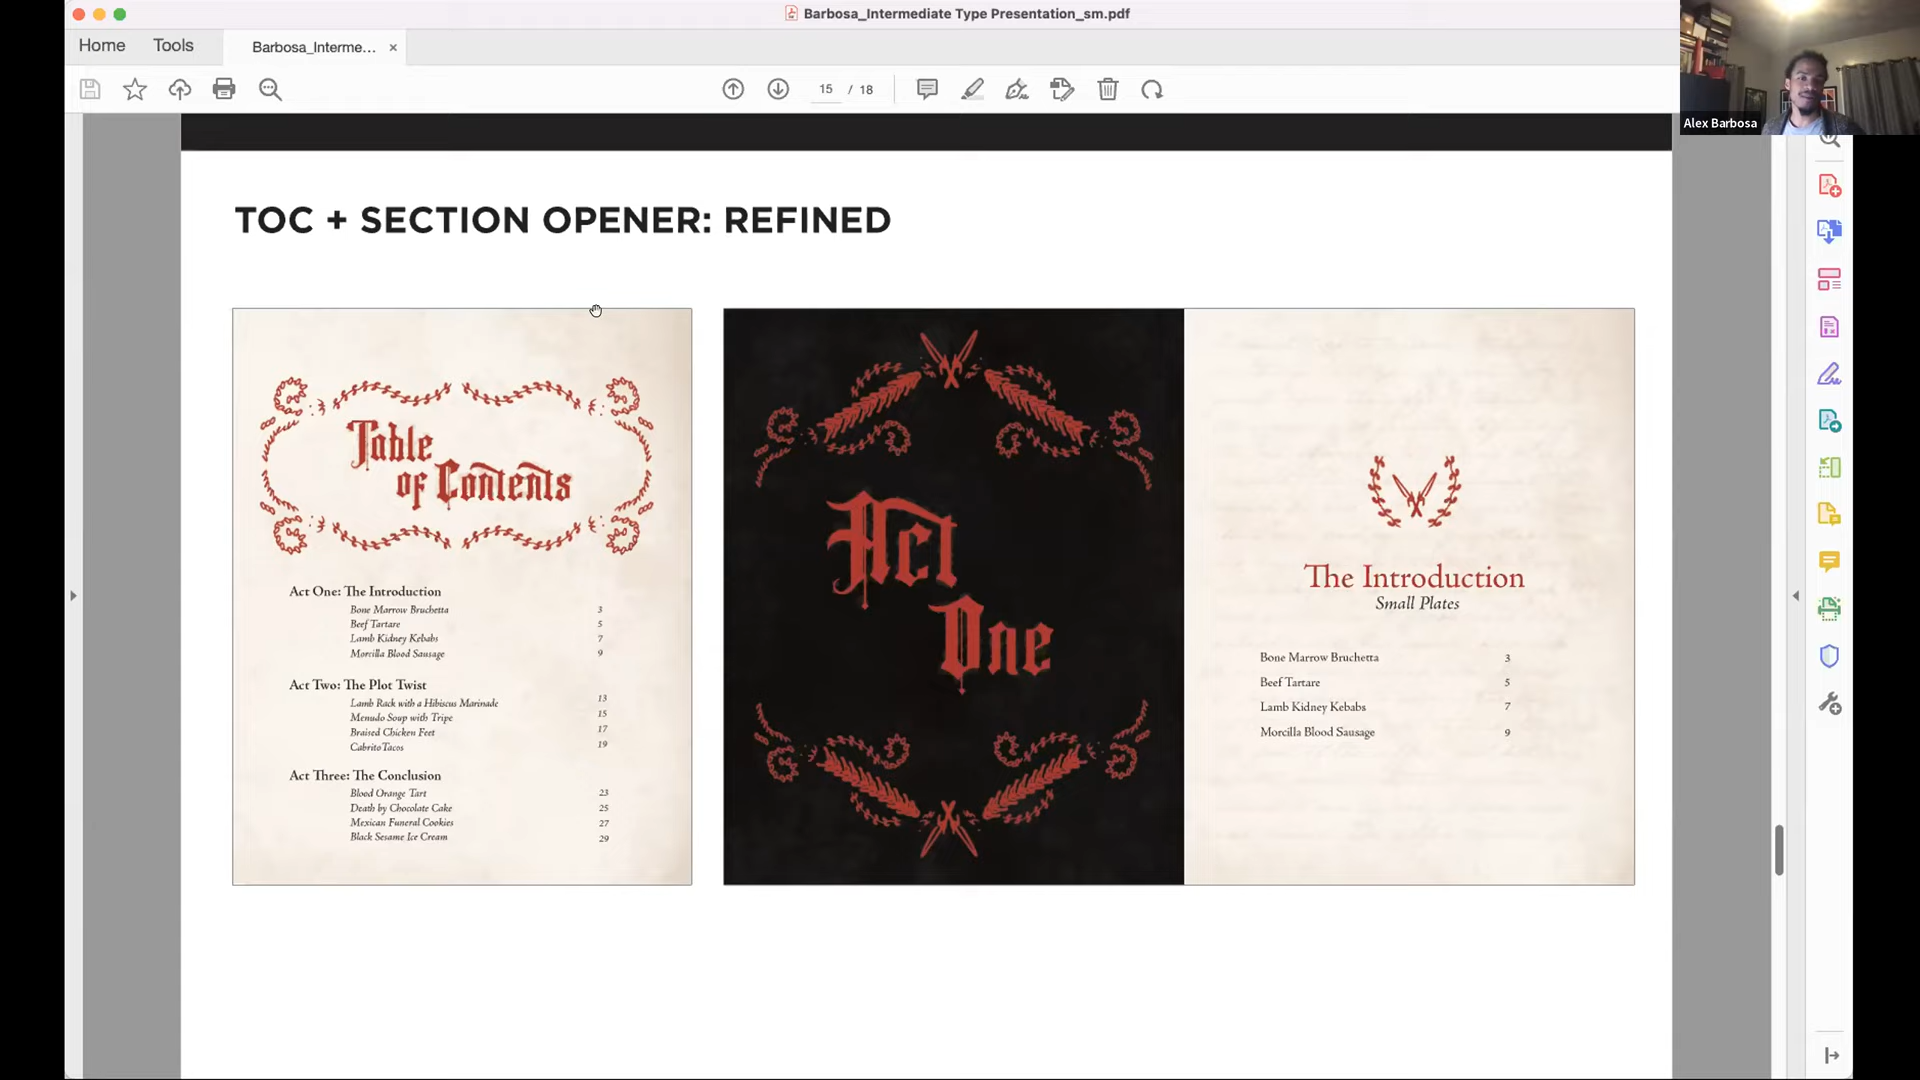 Barbosa_Intermediate Type Presentation_sm.pdf
Home Tools Barbosa_Interme... ×
15 / 18
Alex Barbosa
TOC + SECTION OPENER: REFINED
Table
of Contents
Act One: The Introduction
Bone Marrow Bruchetta 3
Beef Tartare 5
Lamb Kidney Kebabs 7
Morcilla Blood Sausage 9
Act Two: The Plot Twist
Lamb Rack with a Hibiscus Marinade 13
Menudo Soup with Tripe 15
Braised Chicken Feet 17
Cabrito Tacos 19
Act Three: The Conclusion
Blood Orange Tart 23
Death by Chocolate Cake 25
Mexican Funeral Cookies 27
Black Sesame Ice Cream 29
Act
One
The Introduction
Small Plates
Bone Marrow Bruchetta 3
Beef Tartare 5
Lamb Kidney Kebabs 7
Morcilla Blood Sausage 9